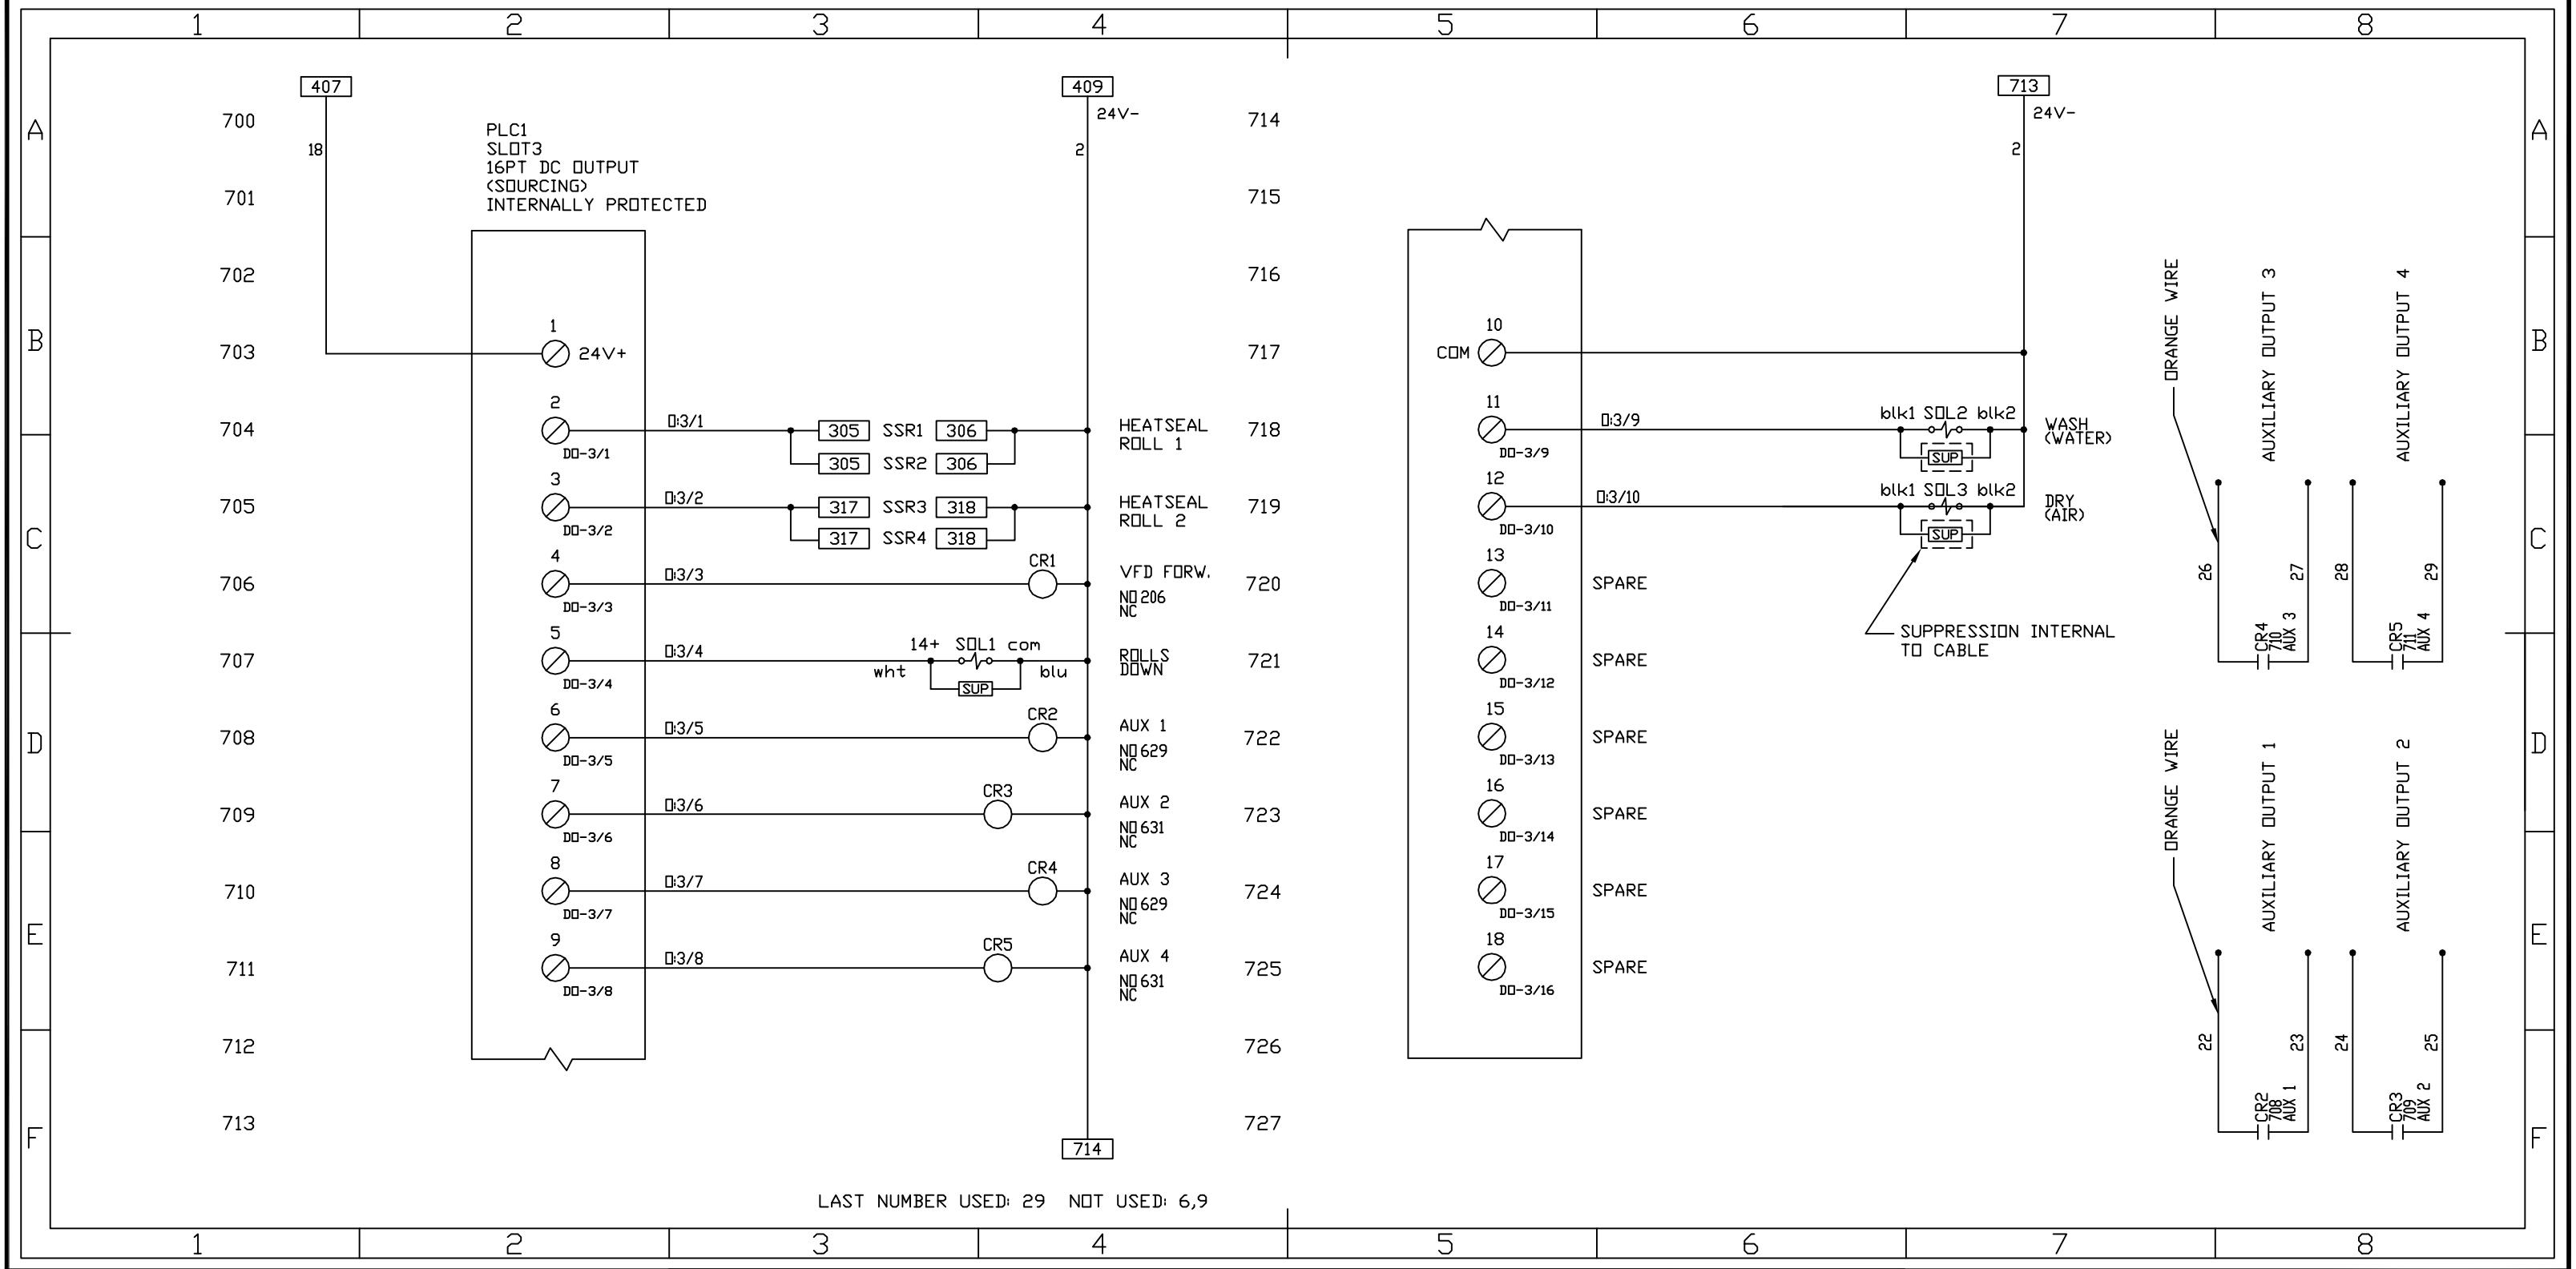 1 2 3 4 5 6 7 8
A A
B B
C C
D D
E E
F F
407
18
409
24V-
2
700
701
702
703
704
705
706
707
708
709
710
711
712
713
PLC1
SLOT3
16PT DC OUTPUT
(SOURCING)
INTERNALLY PROTECTED
1
24V+
2
DO-3/1
O:3/1
305 SSR1 306
305 SSR2 306
HEATSEAL
ROLL 1
3
DO-3/2
O:3/2
317 SSR3 318
317 SSR4 318
HEATSEAL
ROLL 2
4
DO-3/3
O:3/3
CR1
VFD FORW.
NO 206
NC
5
DO-3/4
O:3/4
14+ SOL1 com
wht
SUP
blu
ROLLS
DOWN
6
DO-3/5
O:3/5
CR2
AUX 1
NO 629
NC
7
DO-3/6
O:3/6
CR3
AUX 2
NO 631
NC
8
DO-3/7
O:3/7
CR4
AUX 3
NO 629
NC
9
DO-3/8
O:3/8
CR5
AUX 4
NO 631
NC
714
714
715
716
717
718
719
720
721
722
723
724
725
726
727
713
24V-
2
10
COM
11
DO-3/9
O:3/9
blk1 SOL2 blk2
SUP
WASH
(WATER)
12
DO-3/10
O:3/10
blk1 SOL3 blk2
SUP
DRY
(AIR)
SUPPRESSION INTERNAL
TO CABLE
13
DO-3/11
SPARE
14
DO-3/12
SPARE
15
DO-3/13
SPARE
16
DO-3/14
SPARE
17
DO-3/15
SPARE
18
DO-3/16
SPARE
ORANGE WIRE
AUXILIARY OUTPUT 3
AUXILIARY OUTPUT 4
26
27
28
29
CR4
710
AUX 3
CR5
711
AUX 4
ORANGE WIRE
AUXILIARY OUTPUT 1
AUXILIARY OUTPUT 2
22
23
24
25
CR2
708
AUX 1
CR3
709
AUX 2
LAST NUMBER USED: 29 NOT USED: 6,9
1 2 3 4 5 6 7 8